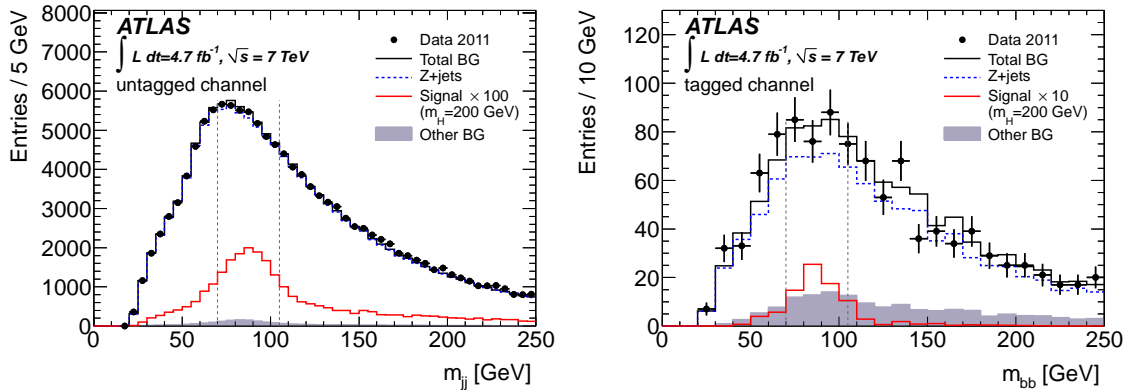 ATLAS
∫ L dt=4.7 fb⁻¹, √s = 7 TeV
untagged channel
Data 2011
Total BG
Z+jets
Signal × 100
(m_H=200 GeV)
Other BG
Entries / 5 GeV
8000
7000
6000
5000
4000
3000
2000
1000
0
0 50 100 150 200 250
m_jj [GeV]
ATLAS
∫ L dt=4.7 fb⁻¹, √s = 7 TeV
tagged channel
Data 2011
Total BG
Z+jets
Signal × 10
(m_H=200 GeV)
Other BG
Entries / 10 GeV
120
100
80
60
40
20
0
0 50 100 150 200 250
m_bb [GeV]